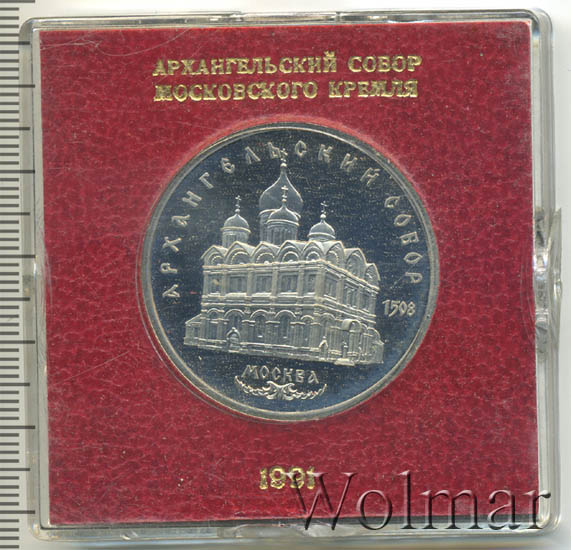 АРХАНГЕЛЬСКИЙ СОБОР
МОСКОВСКОГО КРЕМЛЯ
АРХАНГЕЛЬСКИЙ СОБОР
1508
МОСКВА
1991
Wolmar